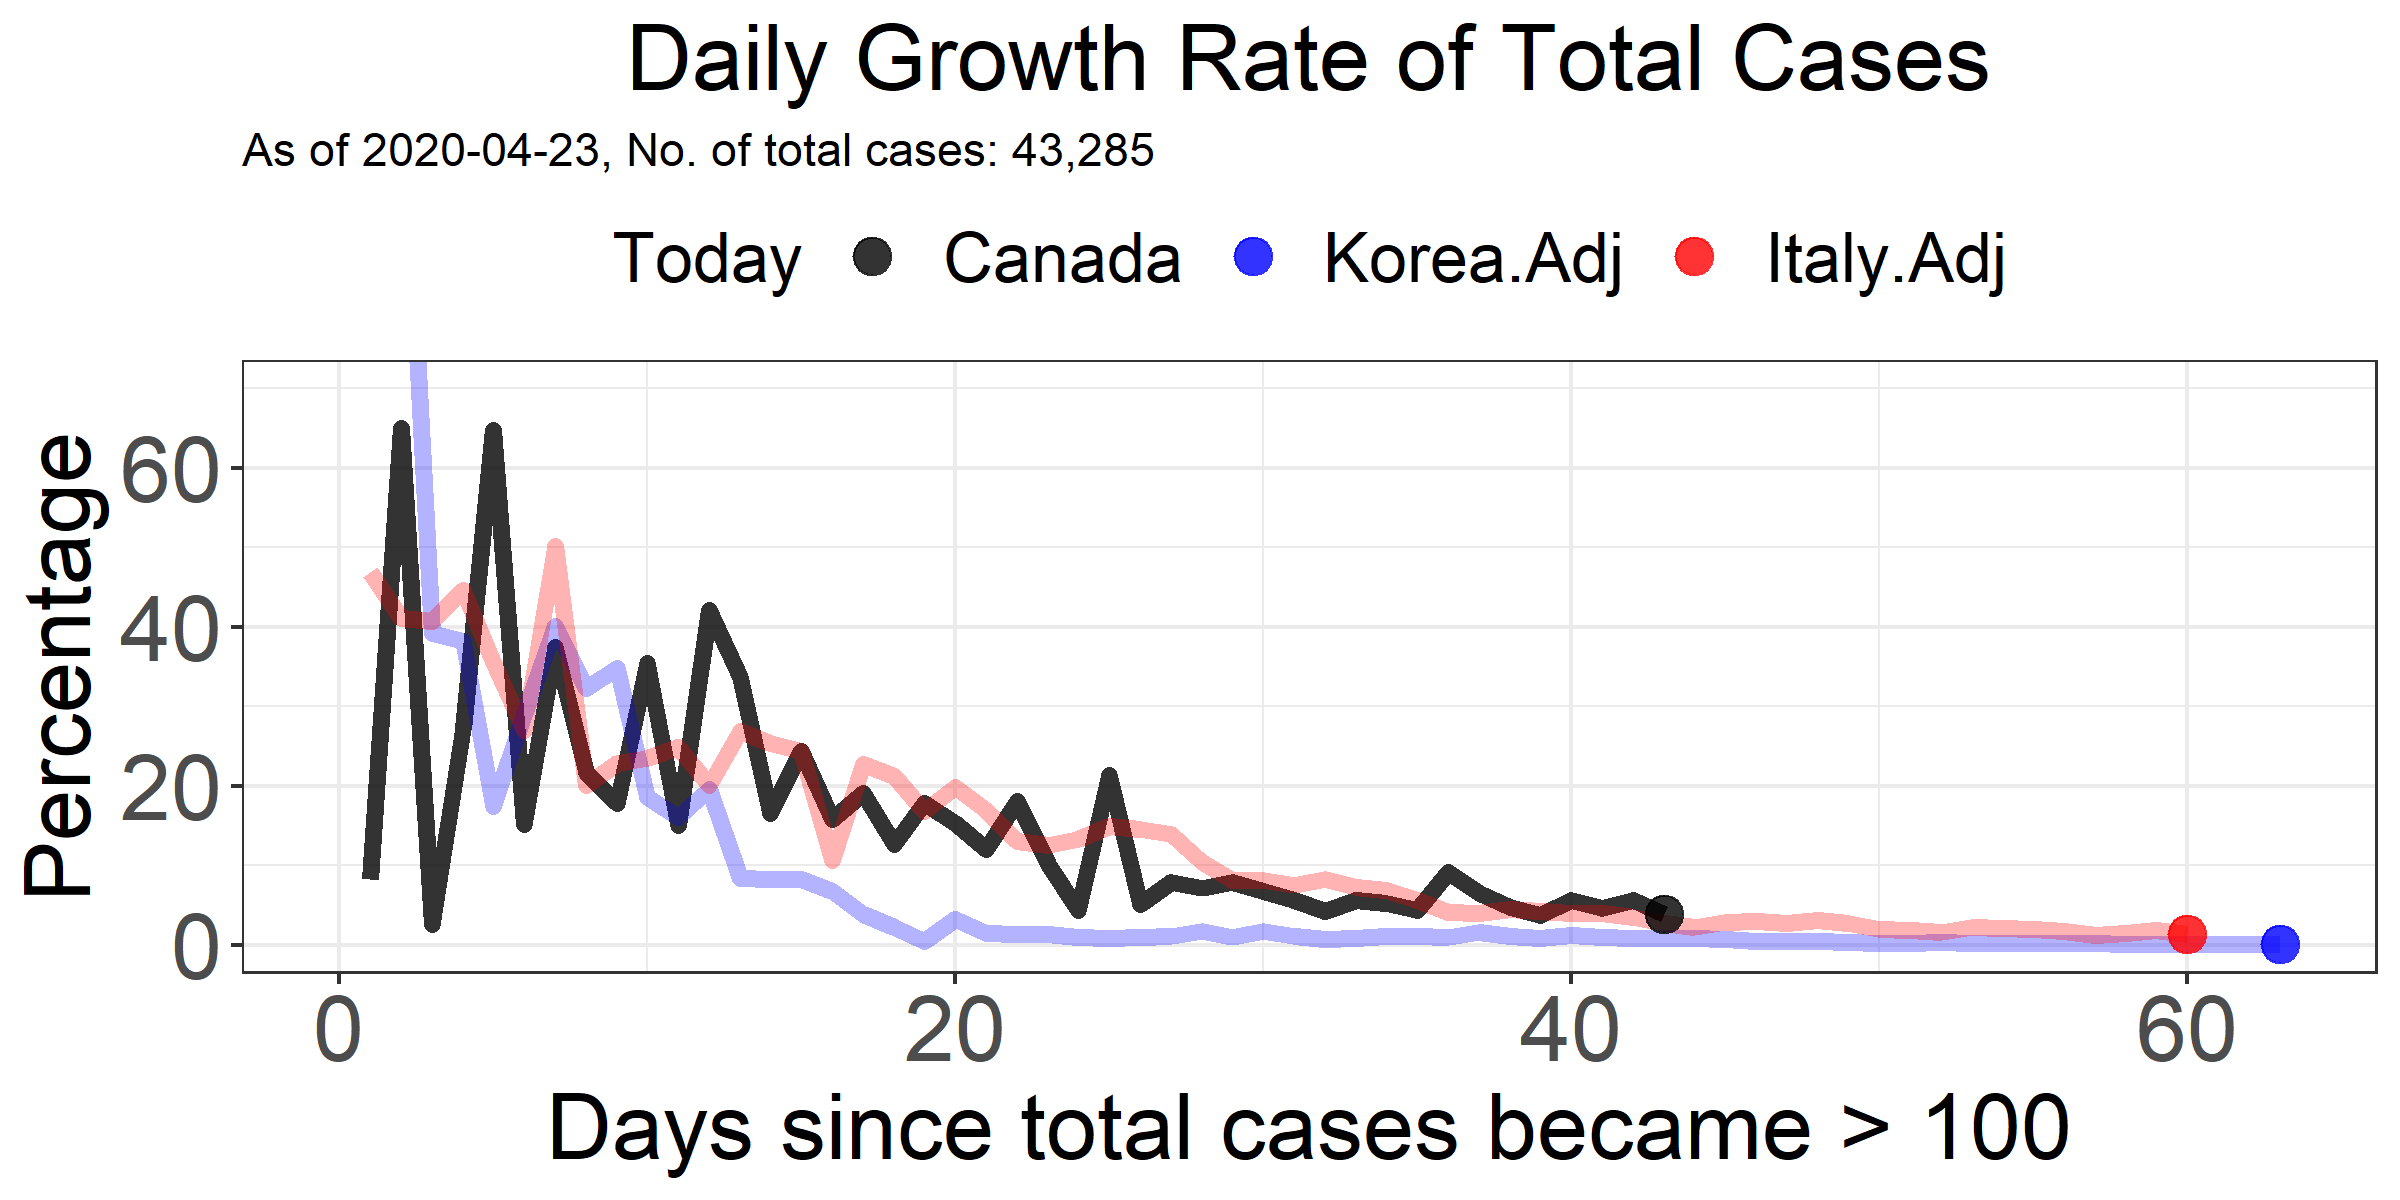 Daily Growth Rate of Total Cases
As of 2020-04-23, No. of total cases: 43,285
Today Canada Korea.Adj Italy.Adj
Percentage
60
40
20
0
0 20 40 60
Days since total cases became > 100